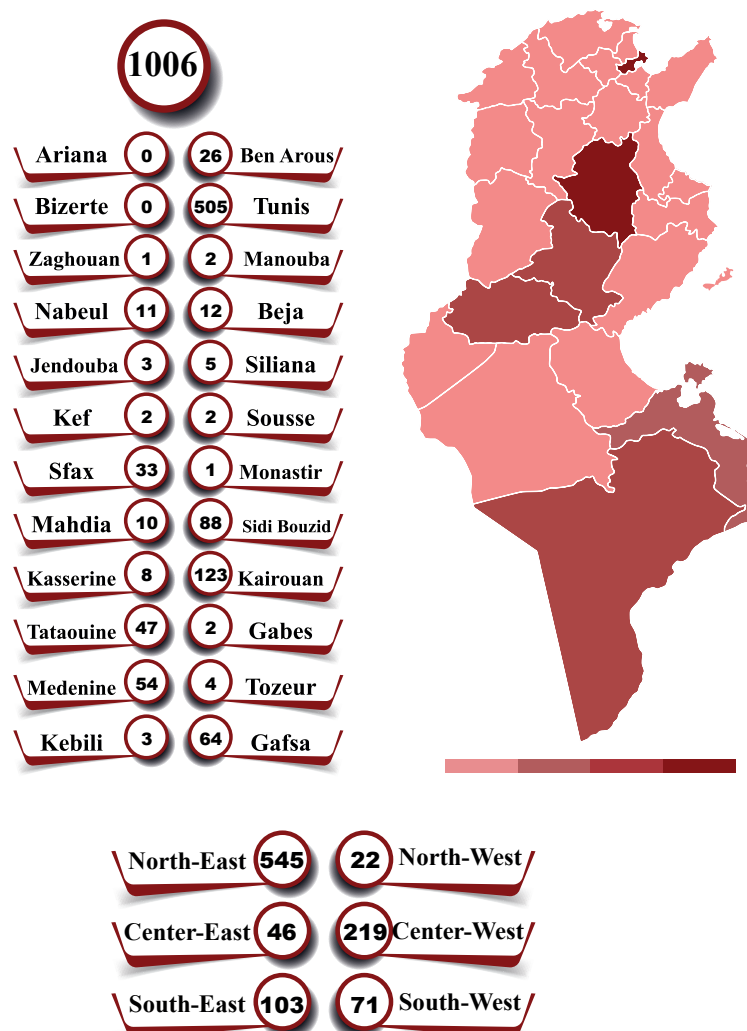 1006
Ariana 0 26 Ben Arous
Bizerte 0 505 Tunis
Zaghouan 1 2 Manouba
Nabeul 11 12 Beja
Jendouba 3 5 Siliana
Kef 2 2 Sousse
Sfax 33 1 Monastir
Mahdia 10 88 Sidi Bouzid
Kasserine 8 123 Kairouan
Tataouine 47 2 Gabes
Medenine 54 4 Tozeur
Kebili 3 64 Gafsa
North-East 545 22 North-West
Center-East 46 219 Center-West
South-East 103 71 South-West